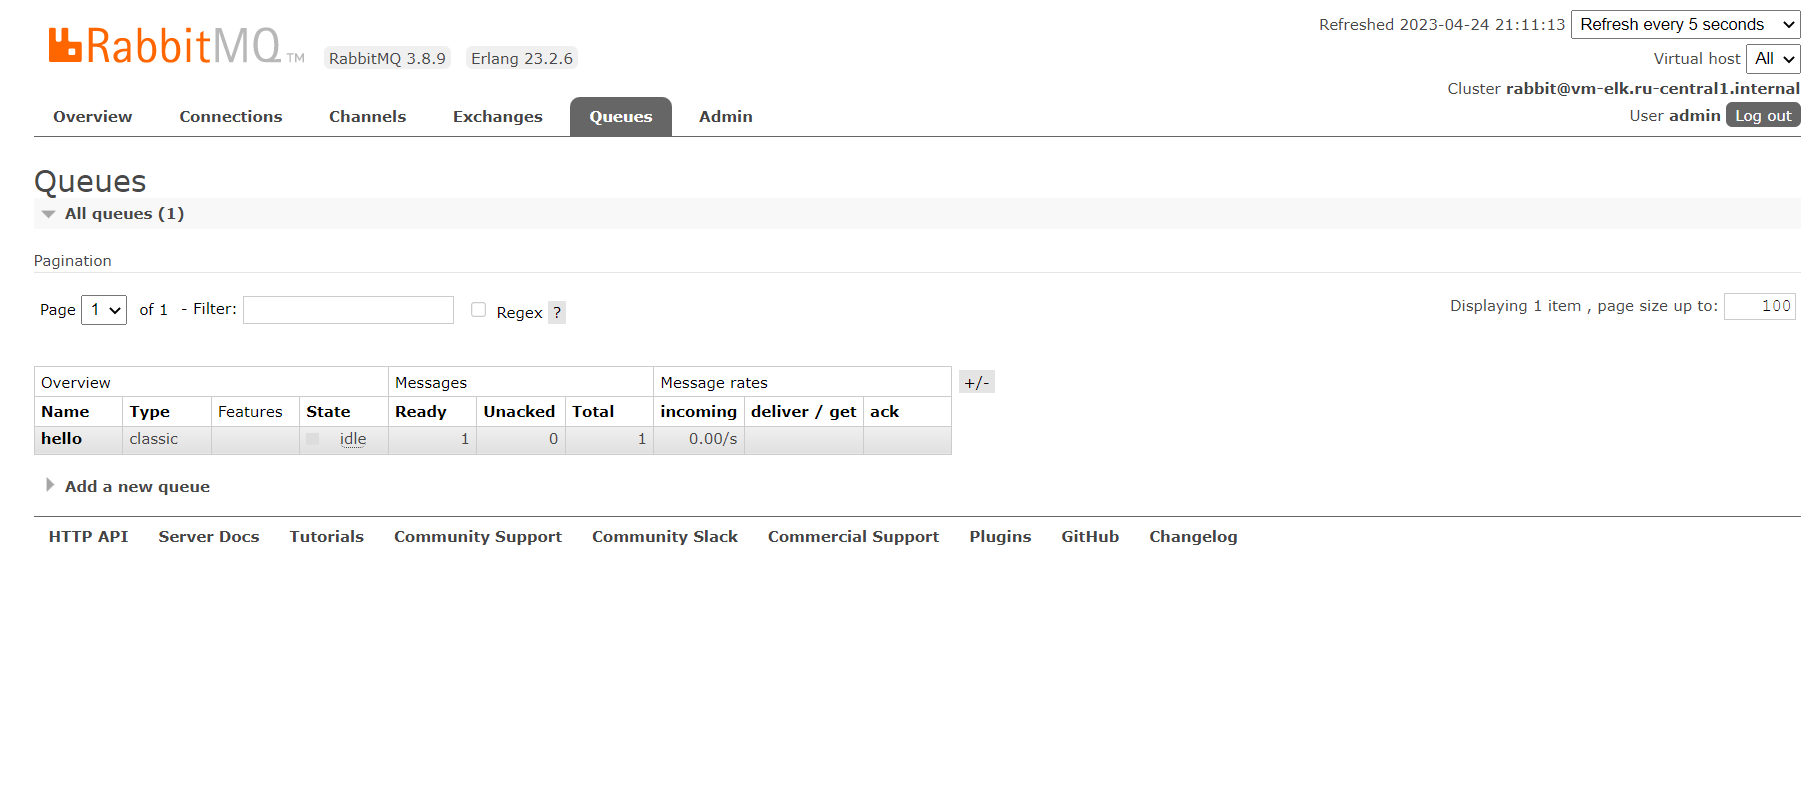 RabbitMQ TM RabbitMQ 3.8.9 Erlang 23.2.6
Refreshed 2023-04-24 21:11:13 Refresh every 5 seconds
Virtual host All
Cluster rabbit@vm-elk.ru-central1.internal
User admin Log out
Overview Connections Channels Exchanges Queues Admin
Queues
All queues (1)
Pagination
Page 1 of 1 - Filter: Regex ?
Displaying 1 item , page size up to: 100
Overview Messages Message rates +/-
Name Type Features State Ready Unacked Total incoming deliver / get ack
hello classic idle 1 0 1 0.00/s
Add a new queue
HTTP API Server Docs Tutorials Community Support Community Slack Commercial Support Plugins GitHub Changelog